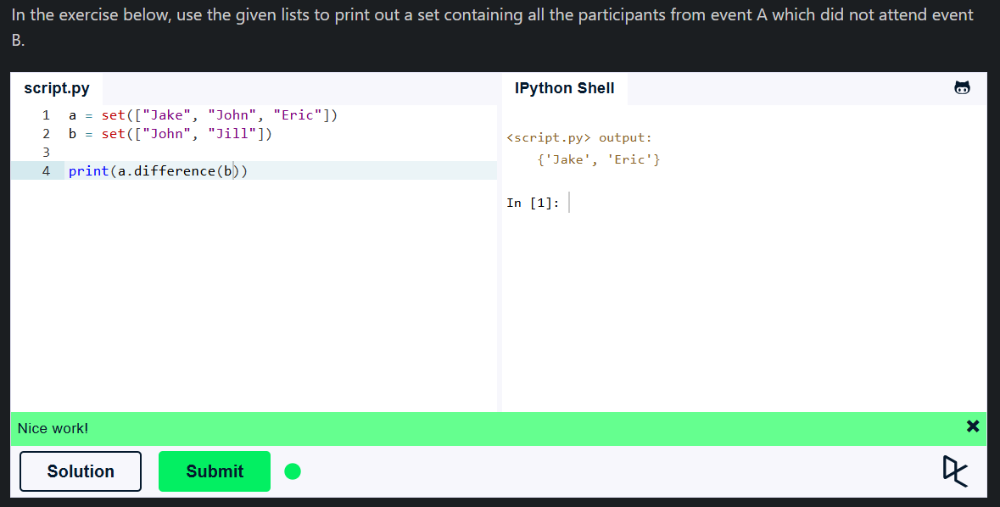 In the exercise below, use the given lists to print out a set containing all the participants from event A which did not attend event
B.
script.py
1 a = set(["Jake", "John", "Eric"])
2 b = set(["John", "Jill"])
3
4 print(a.difference(b))
IPython Shell
<script.py> output:
{'Jake', 'Eric'}
In [1]:
Nice work!
Solution
Submit